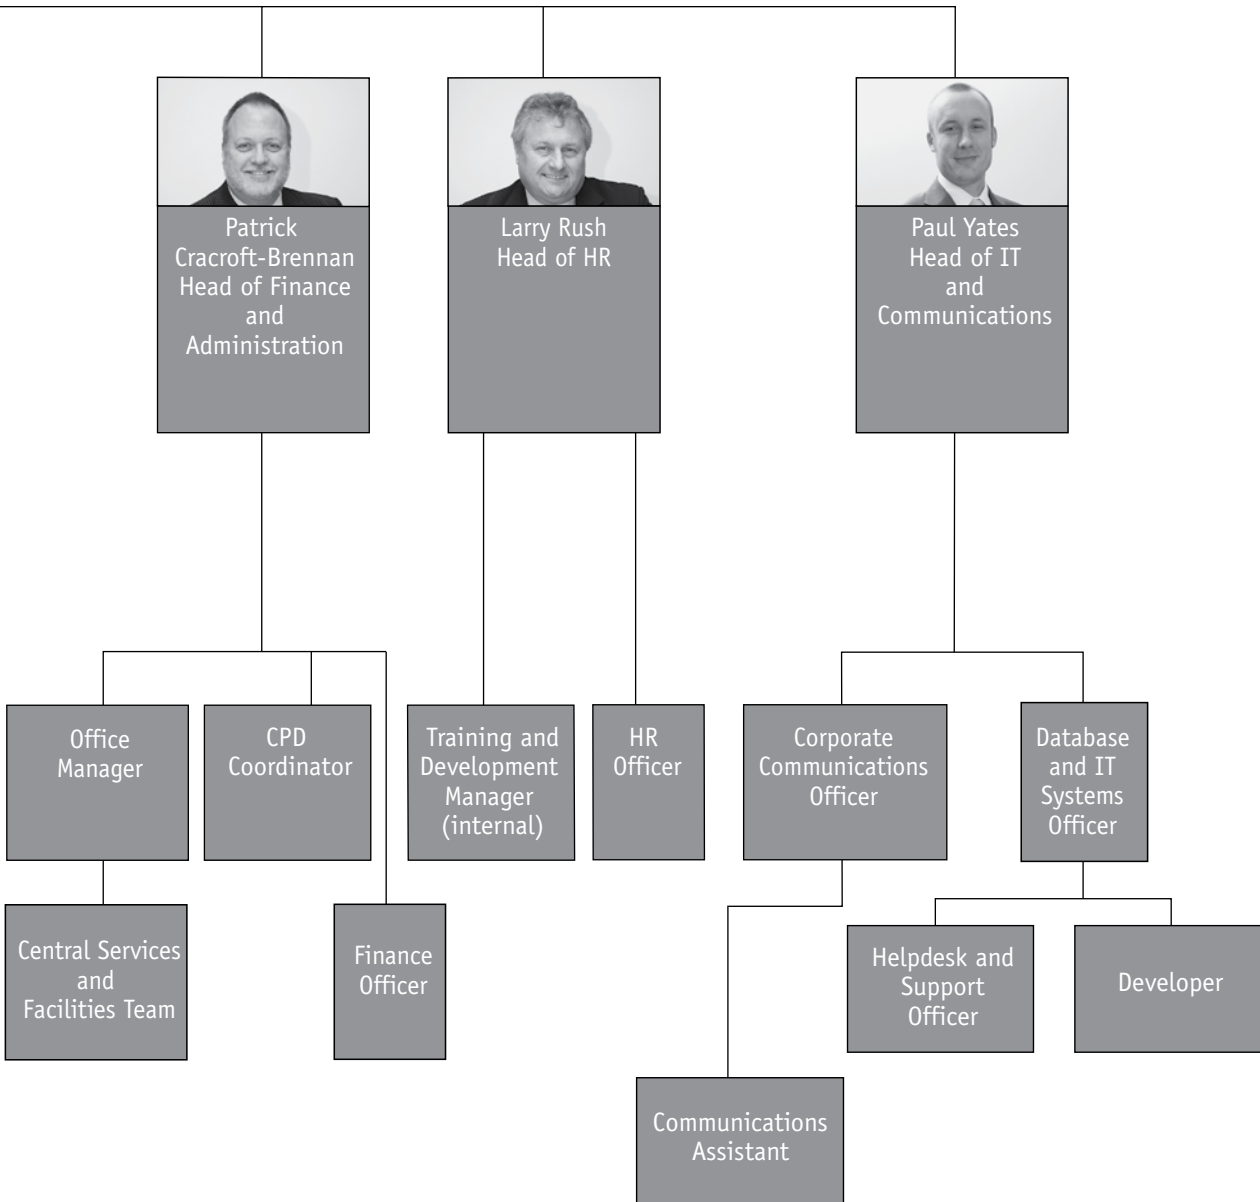 Patrick
Cracroft-Brennan
Head of Finance
and
Administration
Larry Rush
Head of HR
Paul Yates
Head of IT
and
Communications
Office
Manager
CPD
Coordinator
Training and
Development
Manager
(internal)
HR
Officer
Corporate
Communications
Officer
Database
and IT
Systems
Officer
Central Services
and
Facilities Team
Finance
Officer
Helpdesk and
Support
Officer
Developer
Communications
Assistant